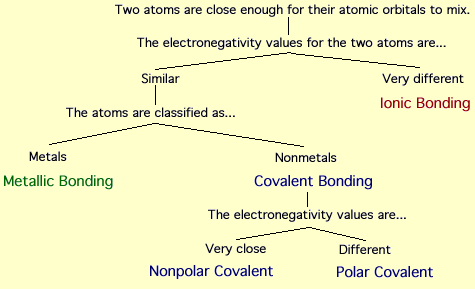 Two atoms are close enough for their atomic orbitals to mix.
The electronegativity values for the two atoms are...
Similar
Very different
Ionic Bonding
The atoms are classified as...
Metals
Nonmetals
Metallic Bonding
Covalent Bonding
The electronegativity values are...
Very close
Different
Nonpolar Covalent
Polar Covalent